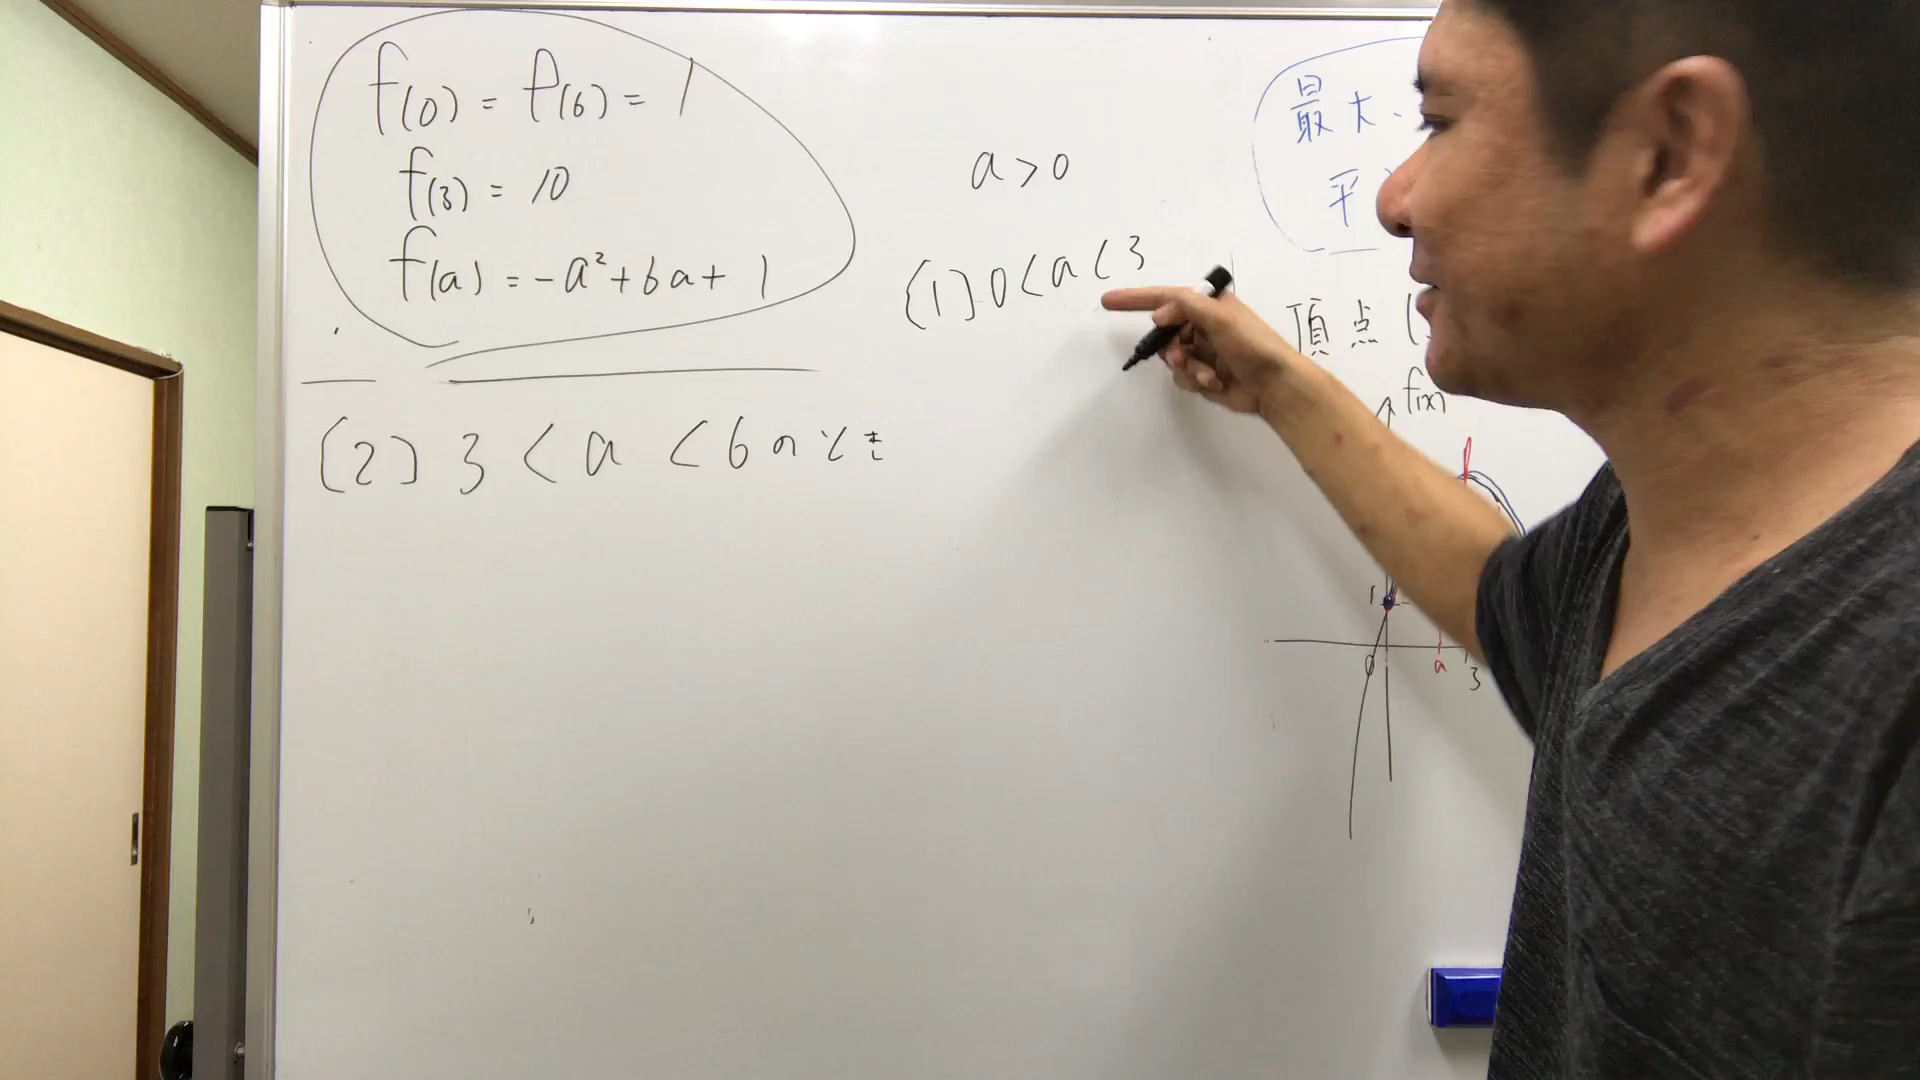 f(0) = f(6) = 1
f(3) = 10
f(a) = -a²+6a+1
[2] 3 < a < 6のとき
a > 0
[1] 0 < a < 3
最大、
平
頂点 (
f(x)
1
0
a
3